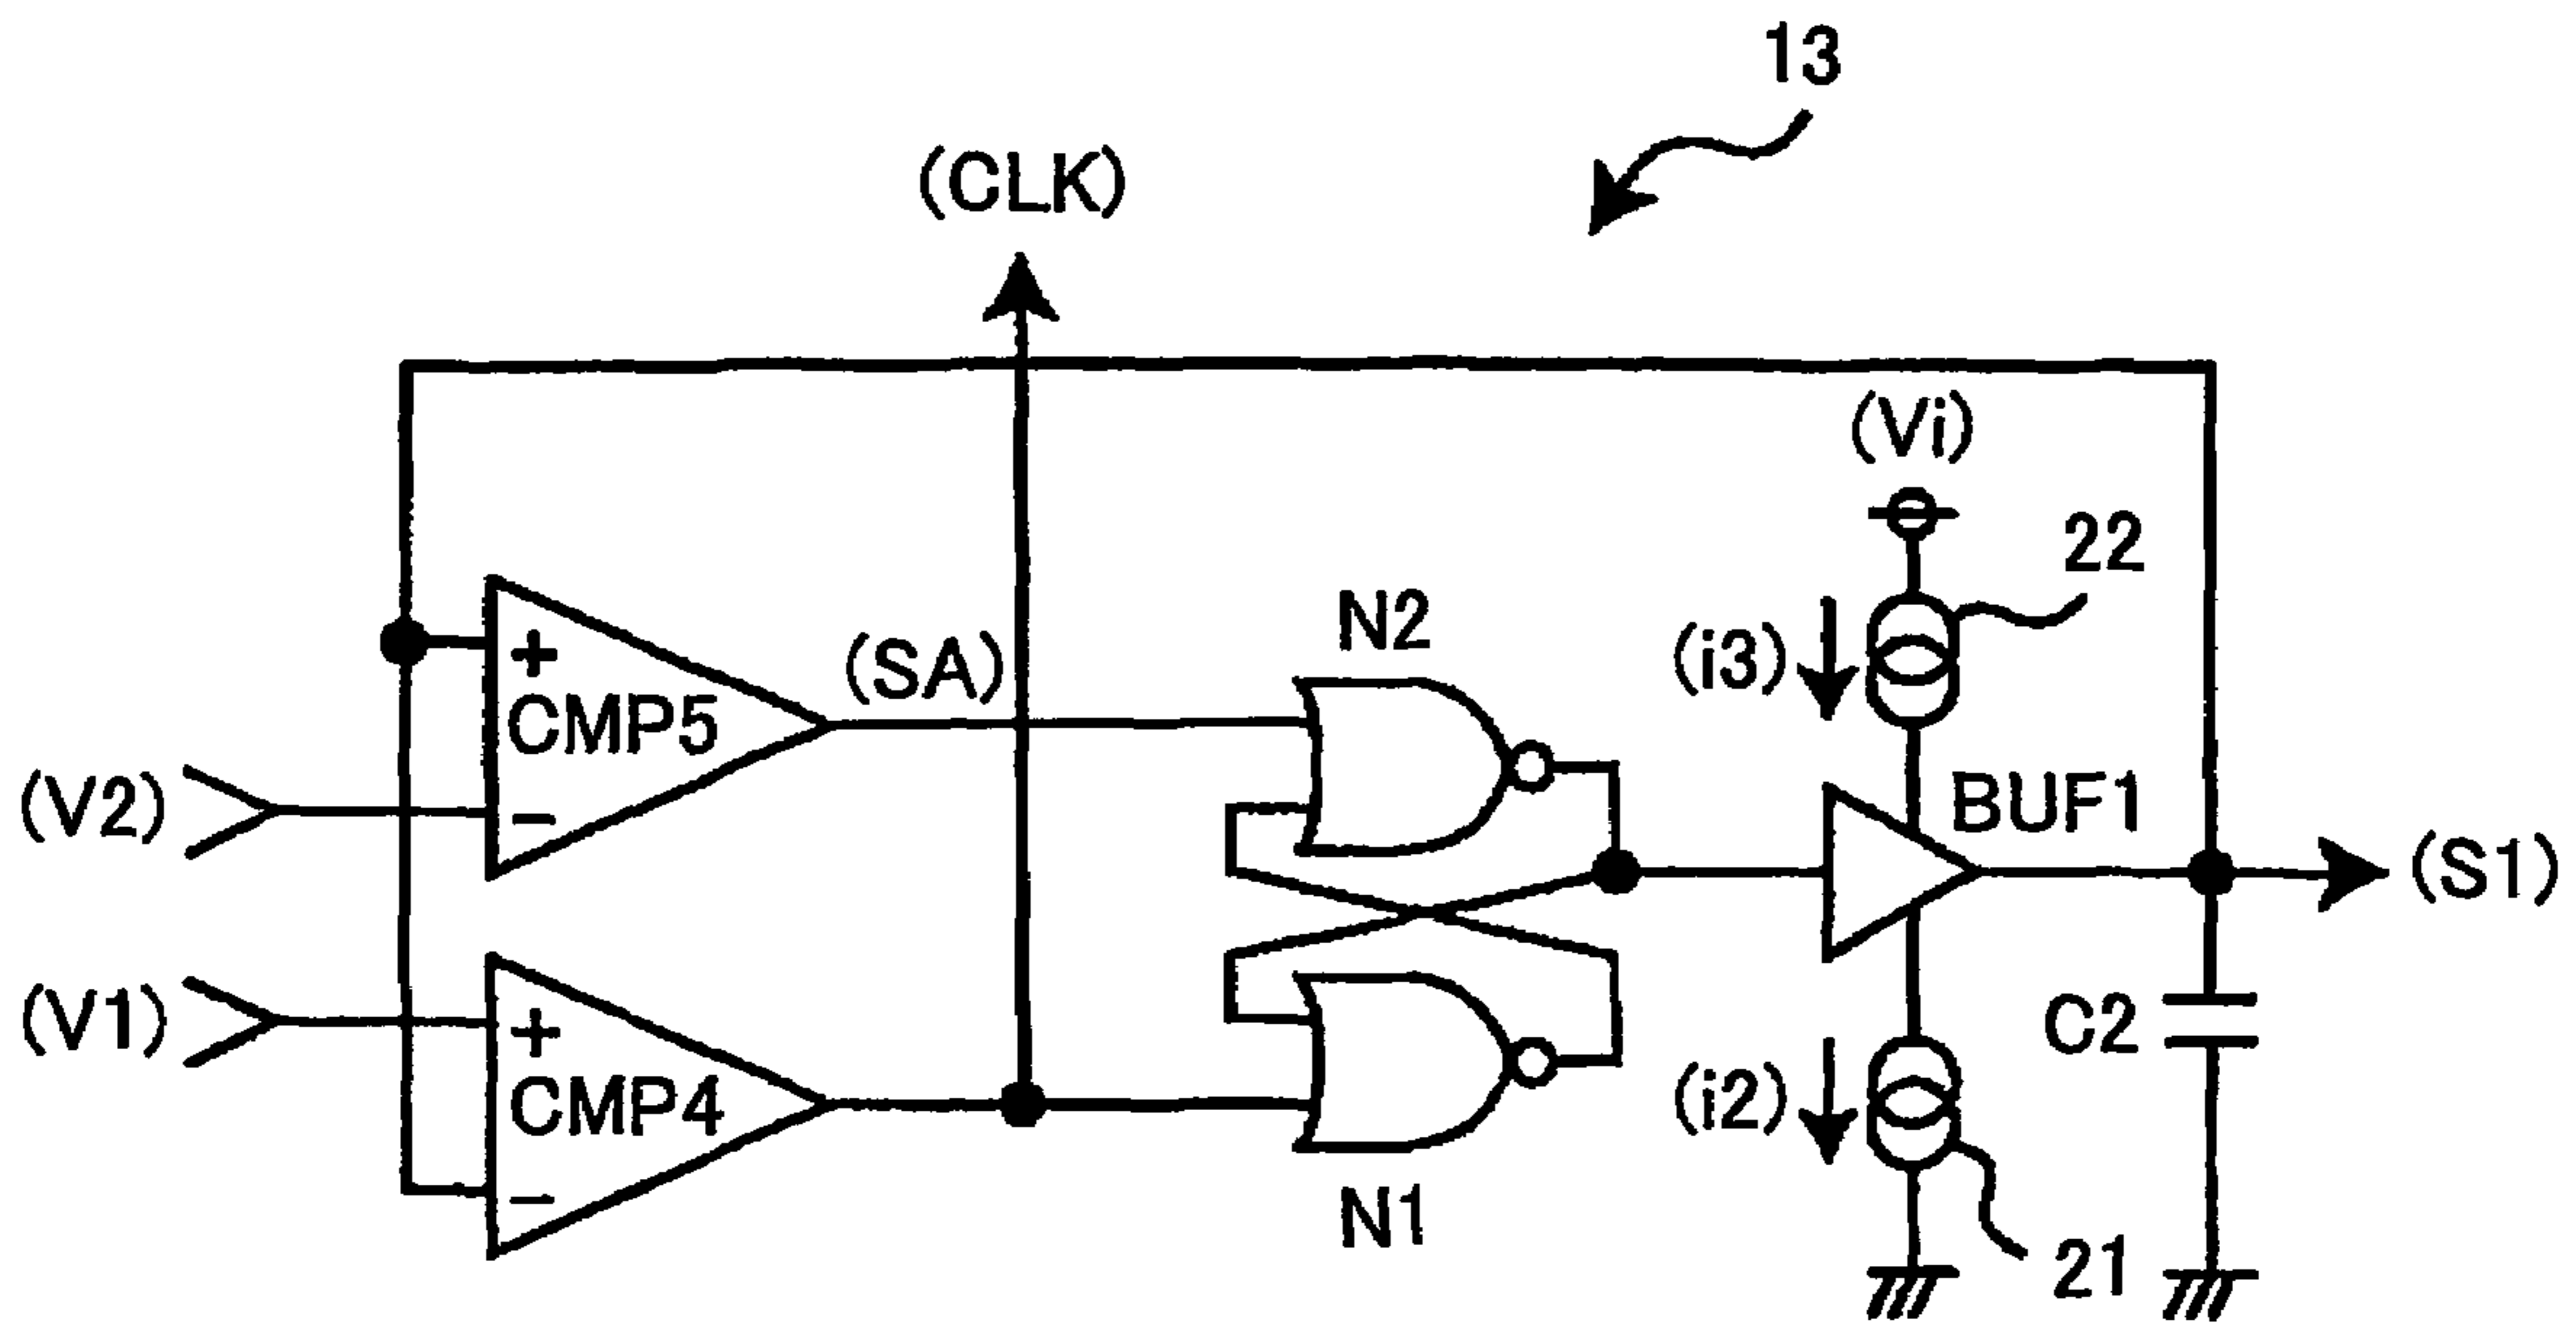 13
(CLK)
(Vi)
22
N2
(i3)
(SA)
+
CMP5
-
(V2)
BUF1
(S1)
(V1)
+
CMP4
-
C2
(i2)
N1
21